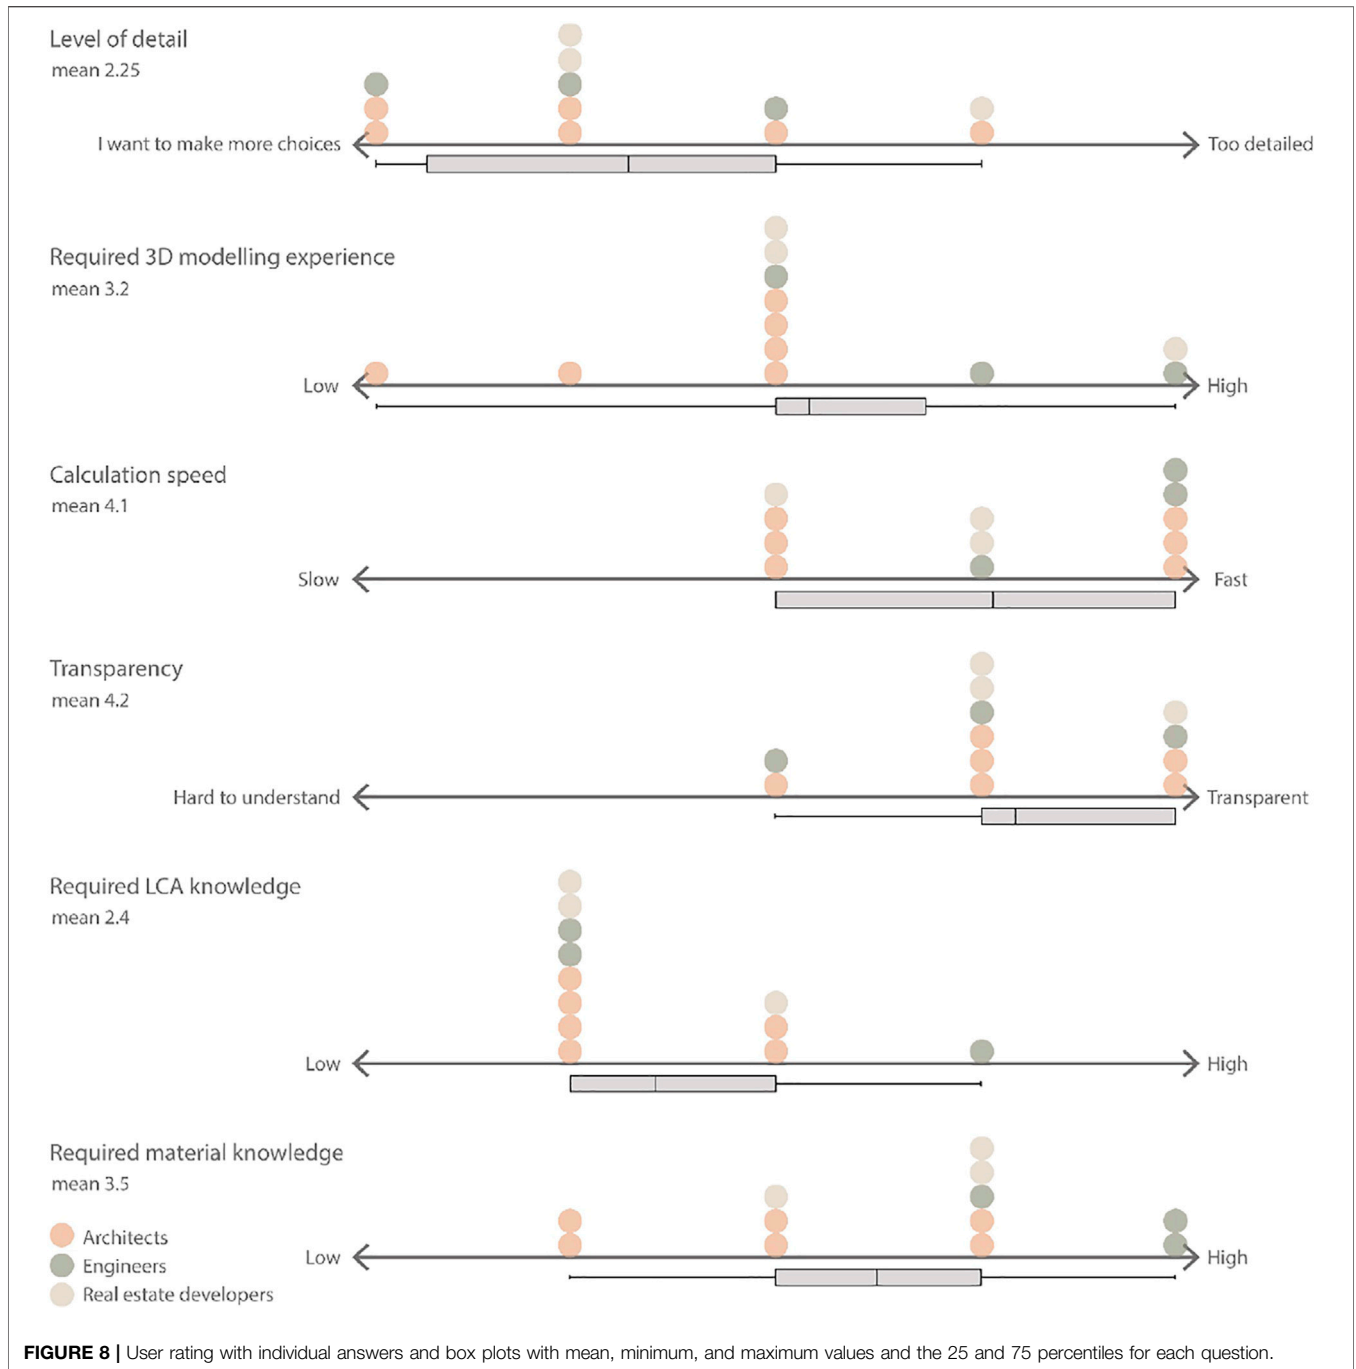 Level of detail
mean 2.25
I want to make more choices
Too detailed
Required 3D modelling experience
mean 3.2
Low
High
Calculation speed
mean 4.1
Slow
Fast
Transparency
mean 4.2
Hard to understand
Transparent
Required LCA knowledge
mean 2.4
Low
High
Required material knowledge
mean 3.5
Architects
Engineers
Real estate developers
Low
High
FIGURE 8 | User rating with individual answers and box plots with mean, minimum, and maximum values and the 25 and 75 percentiles for each question.